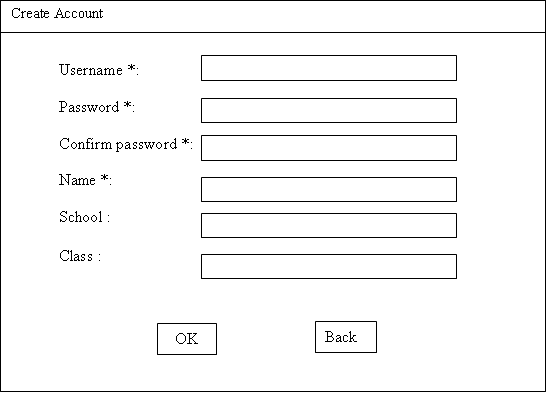 Create Account
Username *:
Password *:
Confirm password *:
Name *:
School :
Class :
OK
Back